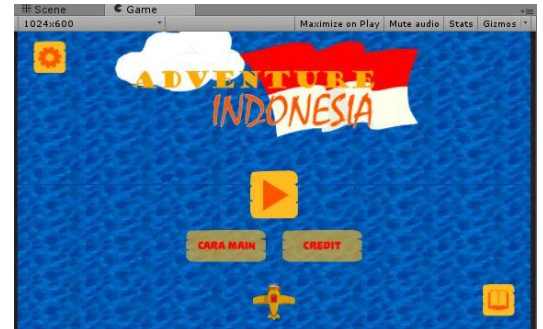 Scene Game
1024x600 Maximize on Play Mute audio Stats Gizmos
ADVENTURE
INDONESIA
CARA MAIN CREDIT